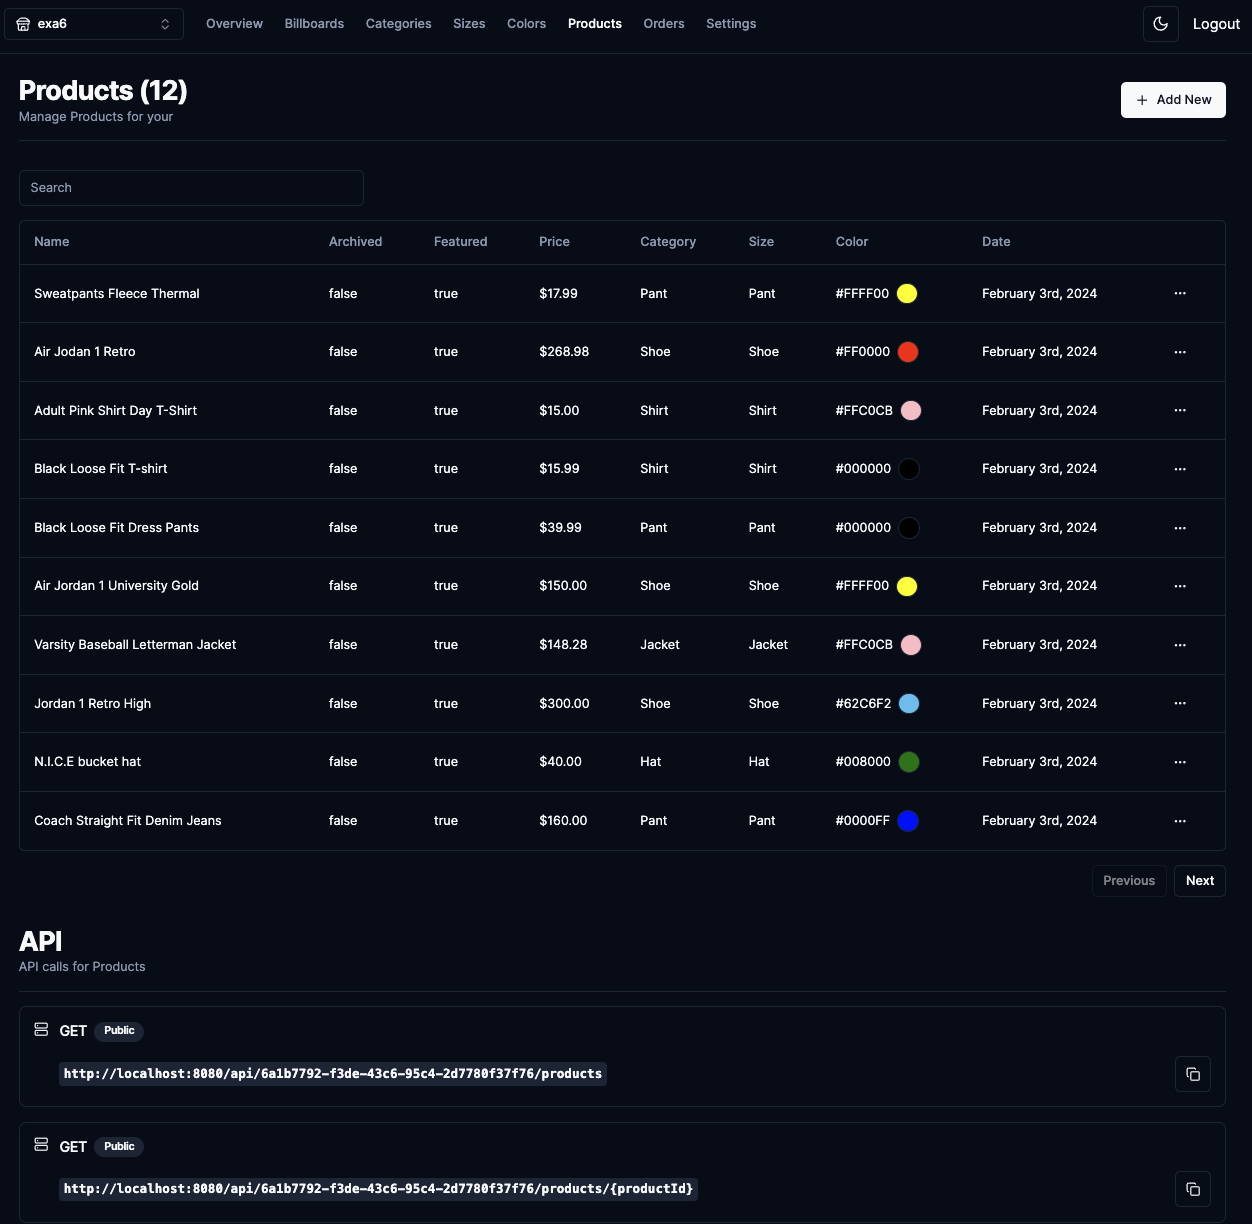 exa6 Overview Billboards Categories Sizes Colors Products Orders Settings Logout
Products (12)
Manage Products for your
Add New
Search
Name Archived Featured Price Category Size Color Date
Sweatpants Fleece Thermal false true $17.99 Pant Pant #FFFF00 February 3rd, 2024
Air Jodan 1 Retro false true $268.98 Shoe Shoe #FF0000 February 3rd, 2024
Adult Pink Shirt Day T-Shirt false true $15.00 Shirt Shirt #FFC0CB February 3rd, 2024
Black Loose Fit T-shirt false true $15.99 Shirt Shirt #000000 February 3rd, 2024
Black Loose Fit Dress Pants false true $39.99 Pant Pant #000000 February 3rd, 2024
Air Jordan 1 University Gold false true $150.00 Shoe Shoe #FFFF00 February 3rd, 2024
Varsity Baseball Letterman Jacket false true $148.28 Jacket Jacket #FFC0CB February 3rd, 2024
Jordan 1 Retro High false true $300.00 Shoe Shoe #62C6F2 February 3rd, 2024
N.I.C.E bucket hat false true $40.00 Hat Hat #008000 February 3rd, 2024
Coach Straight Fit Denim Jeans false true $160.00 Pant Pant #0000FF February 3rd, 2024
Previous Next
API
API calls for Products
GET Public
http://localhost:8080/api/6a1b7792-f3de-43c6-95c4-2d7780f37f76/products
GET Public
http://localhost:8080/api/6a1b7792-f3de-43c6-95c4-2d7780f37f76/products/{productId}